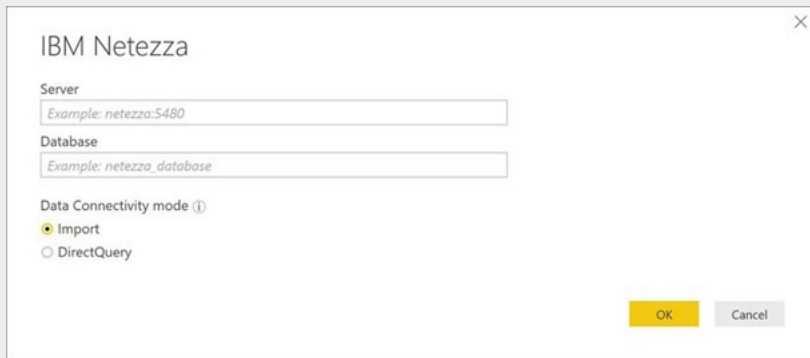 IBM Netezza
Server
Example: netezza:5480
Database
Example: netezza_database
Data Connectivity mode
Import
DirectQuery
OK Cancel